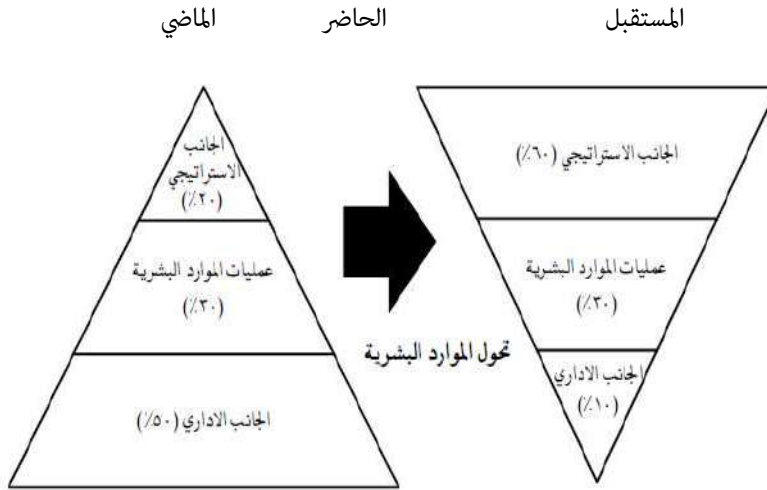 الماضي
الحاضر
المستقبل
الجانب
الاستراتيجي
(٪٢٠)
عمليات الموارد البشرية
(٪٣٠)
الجانب الاداري (٪٥٠)
تحول الموارد البشرية
الجانب الاستراتيجي (٪٦٠)
عمليات الموارد البشرية
(٪٣٠)
الجانب الاداري
(٪١٠)